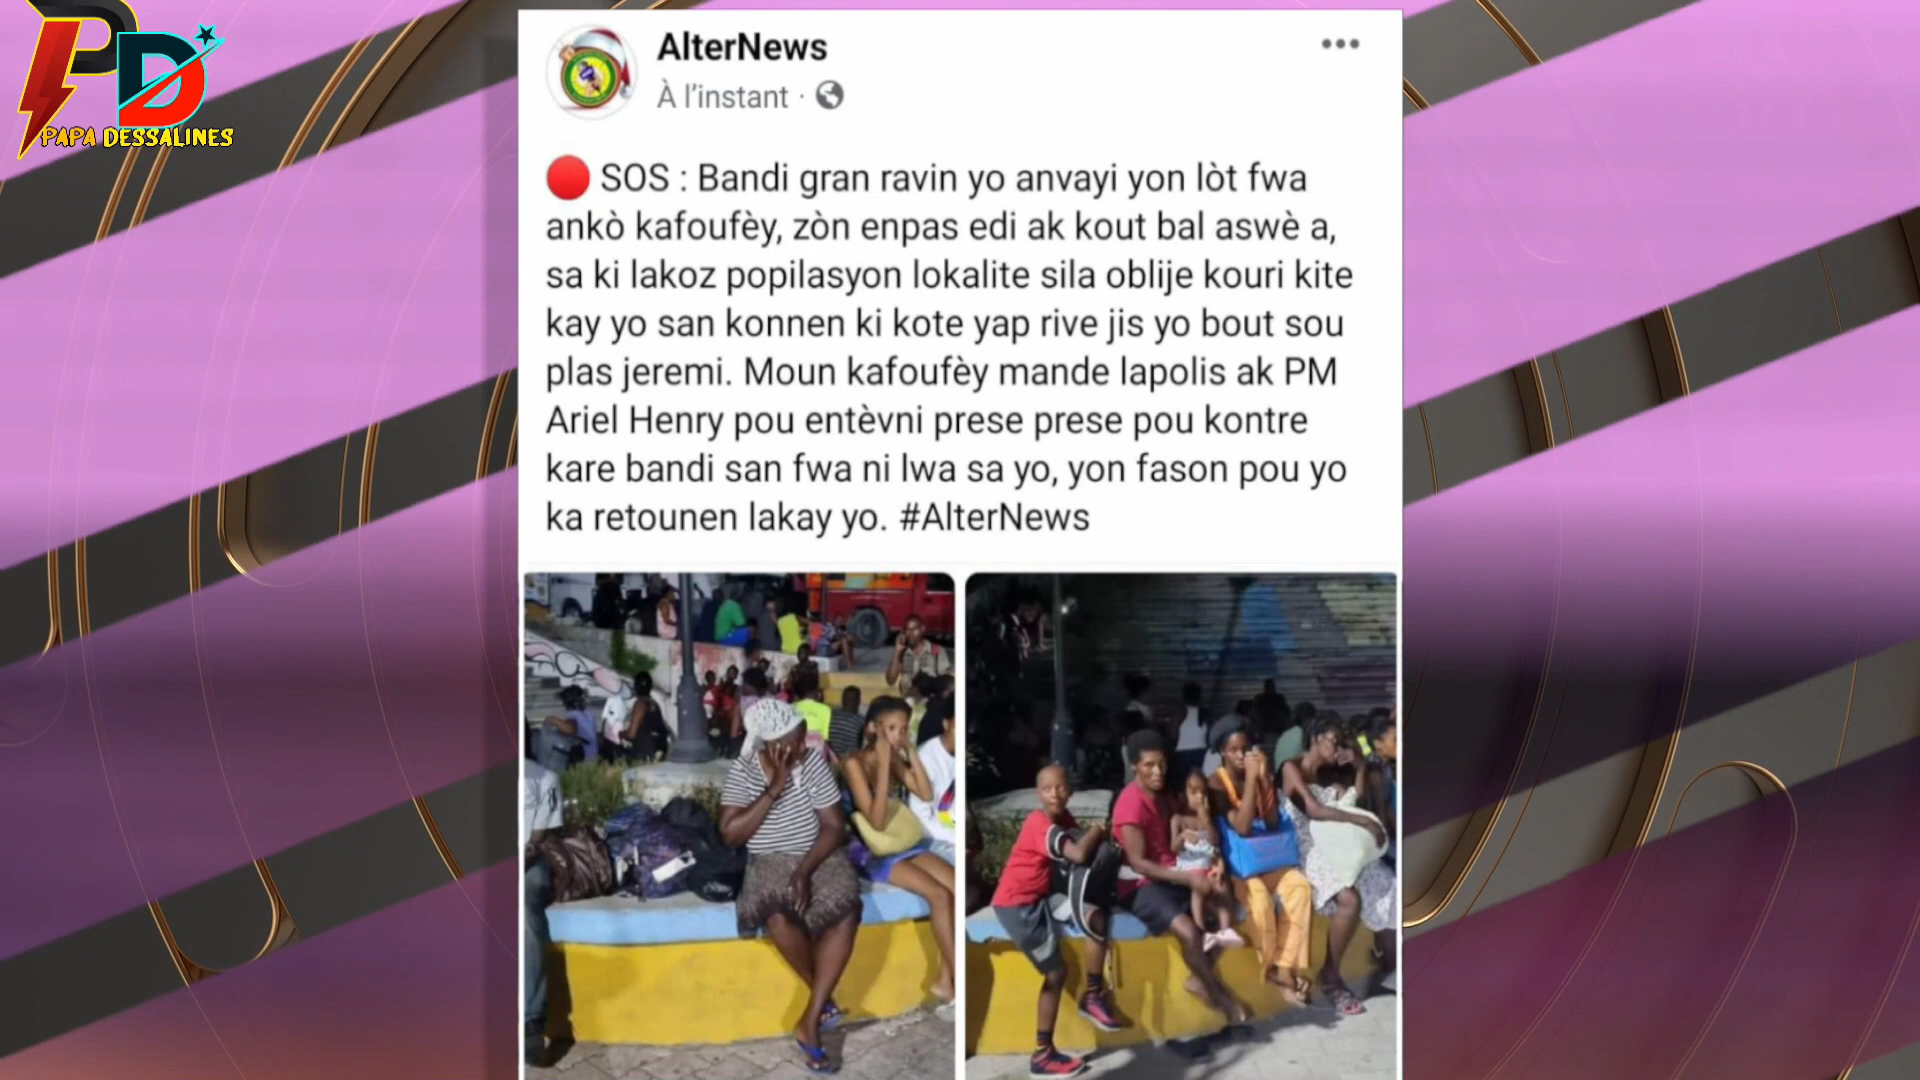 PD
PAPA DESSALINES
AlterNews
À l'instant ·
SOS : Bandi gran ravin yo anvayi yon lòt fwa
ankò kafoufèy, zòn enpas edi ak kout bal aswè a,
sa ki lakoz popilasyon lokalite sila oblije kouri kite
kay yo san konnen ki kote yap rive jis yo bout sou
plas jeremi. Moun kafoufèy mande lapolis ak PM
Ariel Henry pou entèvni prese prese pou kontre
kare bandi san fwa ni lwa sa yo, yon fason pou yo
ka retounen lakay yo. #AlterNews